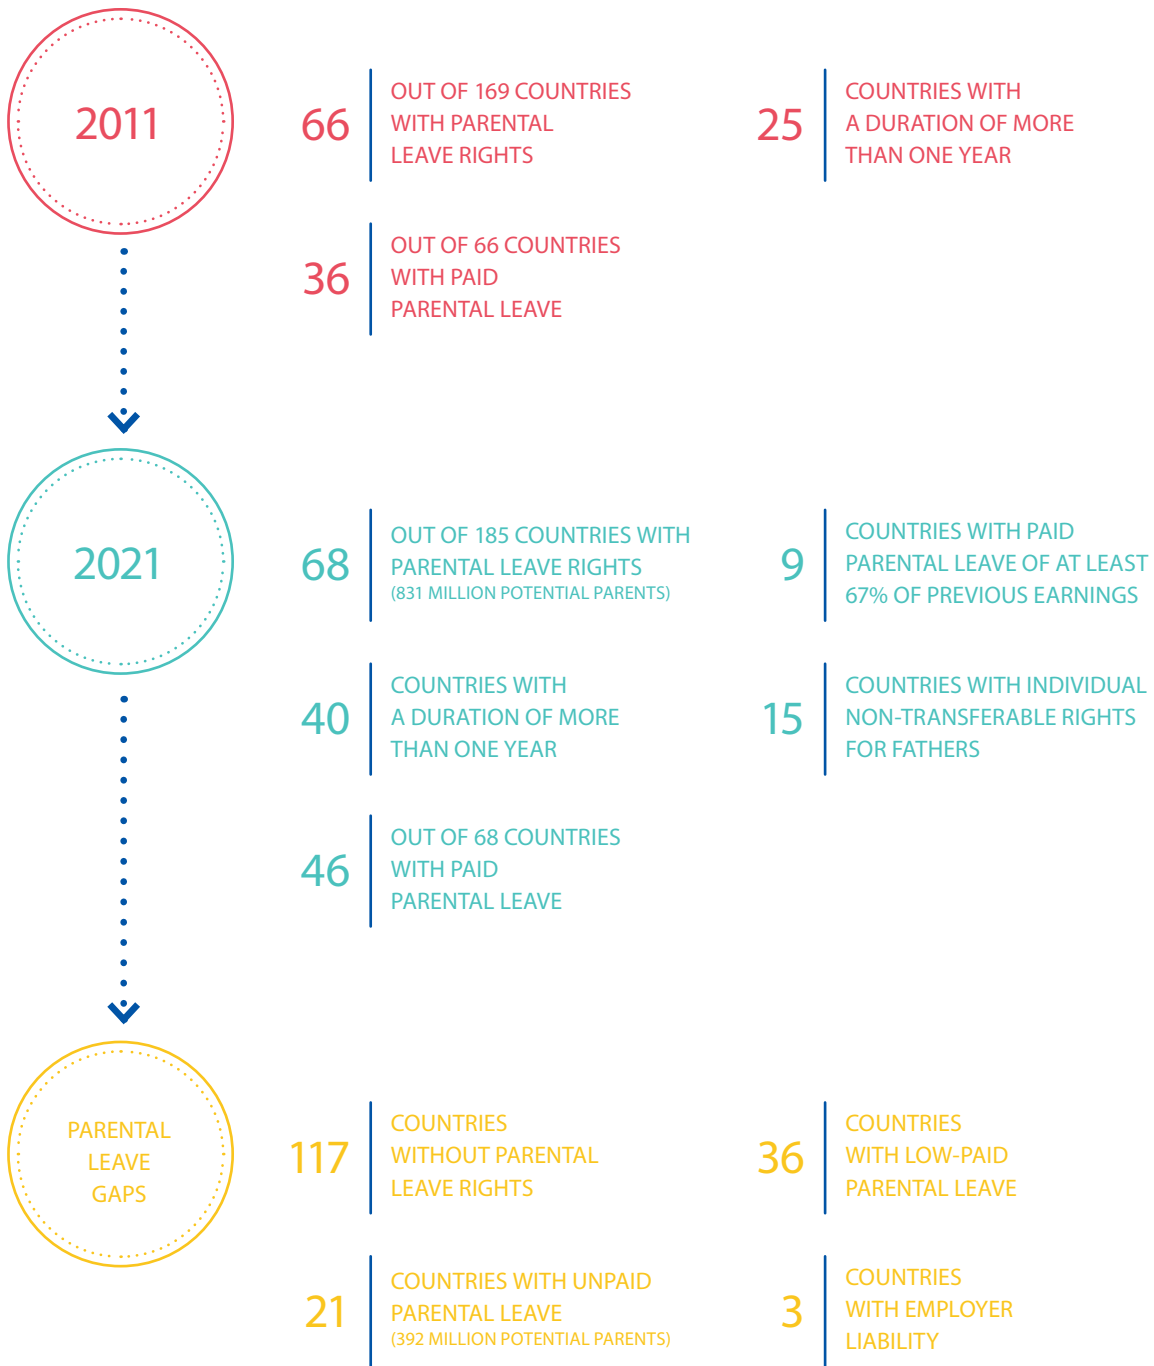 2011
66
OUT OF 169 COUNTRIES
WITH PARENTAL
LEAVE RIGHTS
25
COUNTRIES WITH
A DURATION OF MORE
THAN ONE YEAR
36
OUT OF 66 COUNTRIES
WITH PAID
PARENTAL LEAVE
2021
68
OUT OF 185 COUNTRIES WITH
PARENTAL LEAVE RIGHTS
(831 MILLION POTENTIAL PARENTS)
9
COUNTRIES WITH PAID
PARENTAL LEAVE OF AT LEAST
67% OF PREVIOUS EARNINGS
40
COUNTRIES WITH
A DURATION OF MORE
THAN ONE YEAR
15
COUNTRIES WITH INDIVIDUAL
NON-TRANSFERABLE RIGHTS
FOR FATHERS
46
OUT OF 68 COUNTRIES
WITH PAID
PARENTAL LEAVE
PARENTAL
LEAVE
GAPS
117
COUNTRIES
WITHOUT PARENTAL
LEAVE RIGHTS
36
COUNTRIES
WITH LOW-PAID
PARENTAL LEAVE
21
COUNTRIES WITH UNPAID
PARENTAL LEAVE
(392 MILLION POTENTIAL PARENTS)
3
COUNTRIES
WITH EMPLOYER
LIABILITY